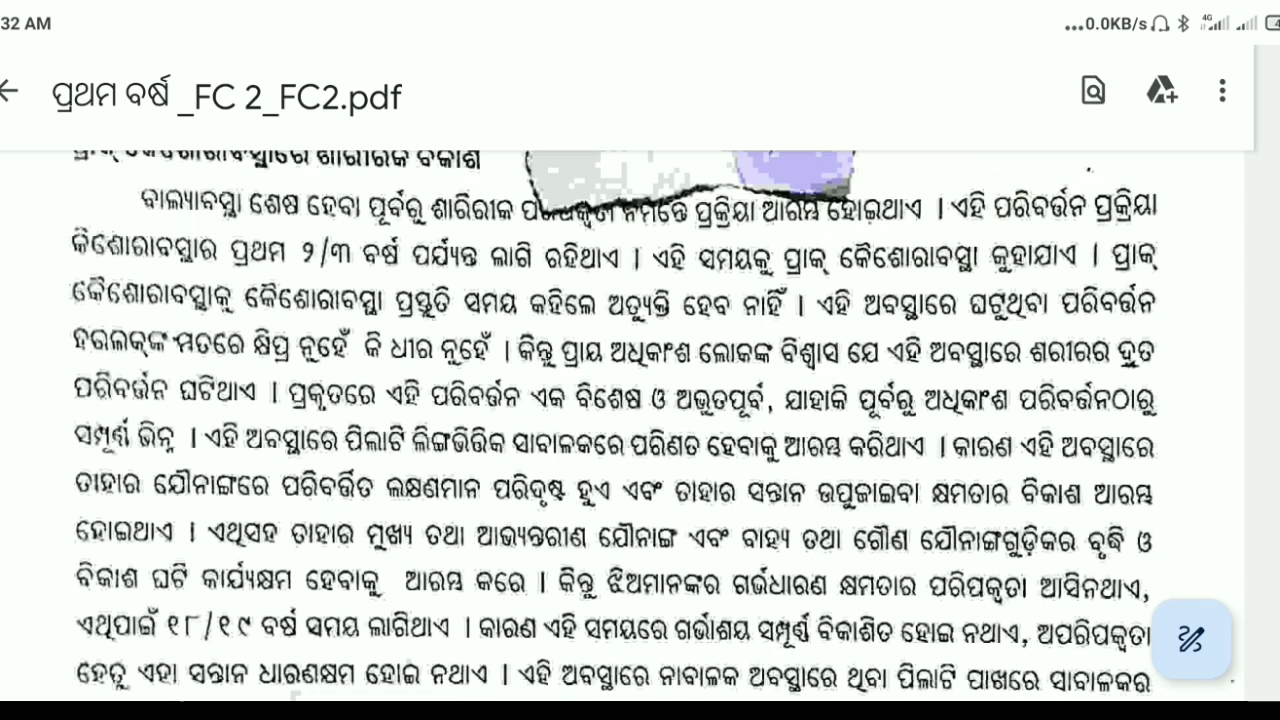 32 AM
...0.0KB/s 4G 4
ପ୍ରଥମ ବର୍ଷ _FC 2_FC2.pdf
ପ୍ରାକ୍ କୈଶୋରାବସ୍ଥାରେ ଶାରୀରିକ ବିକାଶ
ବାଲ୍ୟାବସ୍ଥା ଶେଷ ହେବା ପୂର୍ବରୁ ଶାରିରୀକ ପରିପକ୍ୱତା ନିମନ୍ତେ ପ୍ରକ୍ରିୟା ଆରମ୍ଭ ହୋଇଥାଏ । ଏହି ପରିବର୍ତ୍ତନ ପ୍ରକ୍ରିୟା
କିଶୋରାବସ୍ଥାର ପ୍ରଥମ ୨/୩ ବର୍ଷ ପର୍ଯ୍ୟନ୍ତ ଲାଗି ରହିଥାଏ । ଏହି ସମୟକୁ ପ୍ରାକ୍ କୈଶୋରାବସ୍ଥା କୁହାଯାଏ । ପ୍ରାକ୍
କୈଶୋରାବସ୍ଥାକୁ କୈଶୋରାବସ୍ଥା ପ୍ରସ୍ତୁତି ସମୟ କହିଲେ ଅତ୍ୟୁକ୍ତି ହେବ ନାହିଁ । ଏହି ଅବସ୍ଥାରେ ଘଟୁଥିବା ପରିବର୍ତ୍ତନ
ହରଲକ୍‌ଙ୍କ ମତରେ କ୍ଷିପ୍ର ନୁହେଁ କି ଧୀର ନୁହେଁ । କିନ୍ତୁ ପ୍ରାୟ ଅଧିକାଂଶ ଲୋକଙ୍କ ବିଶ୍ୱାସ ଯେ ଏହି ଅବସ୍ଥାରେ ଶରୀରର ଦ୍ରୁତ
ପରିବର୍ତ୍ତନ ଘଟିଥାଏ । ପ୍ରକୃତରେ ଏହି ପରିବର୍ତ୍ତନ ଏକ ବିଶେଷ ଓ ଅଭୂତପୂର୍ବ, ଯାହାକି ପୂର୍ବରୁ ଅଧିକାଂଶ ପରିବର୍ତ୍ତନଠାରୁ
ସମ୍ପୂର୍ଣ୍ଣ ଭିନ୍ନ । ଏହି ଅବସ୍ଥାରେ ପିଲାଟି ଲିଙ୍ଗଭିତ୍ତିକ ସାବାଳକରେ ପରିଣତ ହେବାକୁ ଆରମ୍ଭ କରିଥାଏ । କାରଣ ଏହି ଅବସ୍ଥାରେ
ତାହାର ଯୌନାଙ୍ଗରେ ପରିବର୍ତ୍ତିତ ଲକ୍ଷଣମାନ ପରିଦୃଷ୍ଟ ହୁଏ ଏବଂ ତାହାର ସନ୍ତାନ ଉପୁଜାଇବା କ୍ଷମତାର ବିକାଶ ଆରମ୍ଭ
ହୋଇଥାଏ । ଏଥିସହ ତାହାର ମୁଖ୍ୟ ତଥା ଆଭ୍ୟନ୍ତରୀଣ ଯୌନାଙ୍ଗ ଏବଂ ବାହ୍ୟ ତଥା ଗୌଣ ଯୌନାଙ୍ଗଗୁଡ଼ିକର ବୃଦ୍ଧି ଓ
ବିକାଶ ଘଟି କାର୍ଯ୍ୟକ୍ଷମ ହେବାକୁ ଆରମ୍ଭ କରେ । କିନ୍ତୁ ଝିଅମାନଙ୍କର ଗର୍ଭଧାରଣ କ୍ଷମତାର ପରିପକ୍ୱତା ଆସିନଥାଏ,
ଏଥିପାଇଁ ୧୮/୧୯ ବର୍ଷ ସମୟ ଲାଗିଥାଏ । କାରଣ ଏହି ସମୟରେ ଗର୍ଭାଶୟ ସମ୍ପୂର୍ଣ୍ଣ ବିକାଶିତ ହୋଇ ନଥାଏ, ଅପରିପକ୍ୱତା
ହେତୁ ଏହା ସନ୍ତାନ ଧାରଣକ୍ଷମ ହୋଇ ନଥାଏ । ଏହି ଅବସ୍ଥାରେ ନାବାଳକ ଅବସ୍ଥାରେ ଥିବା ପିଲାଟି ପାଖରେ ସାବାଳକର